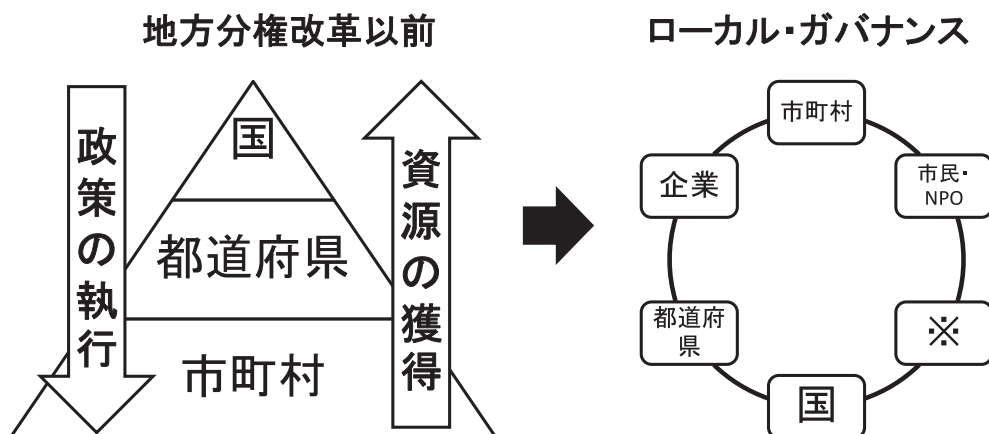 地方分権改革以前
政策の執行
国
都道府県
市町村
資源の獲得
ローカル・ガバナンス
市町村
企業
市民・
NPO
都道府
県
※
国